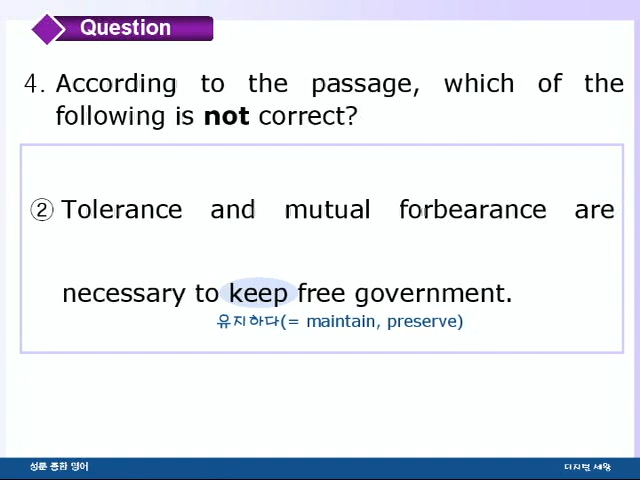 Question
4. According to the passage, which of the
following is not correct?
② Tolerance and mutual forbearance are
necessary to keep free government.
유지하다(= maintain, preserve)
성문 종합 영어
디지털 세왕